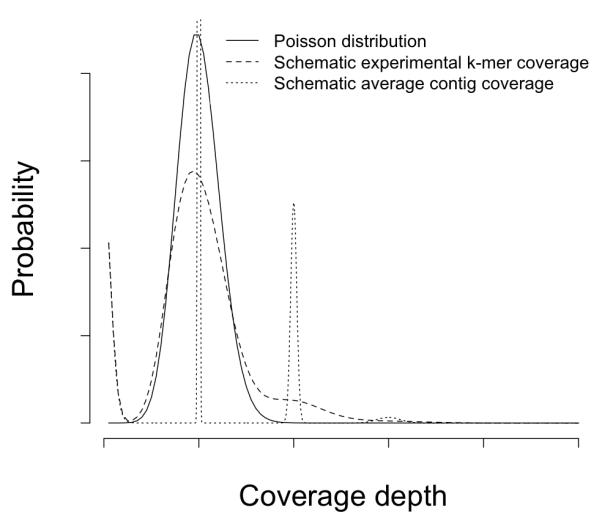 Poisson distribution
Schematic experimental k-mer coverage
Schematic average contig coverage
Probability
Coverage depth